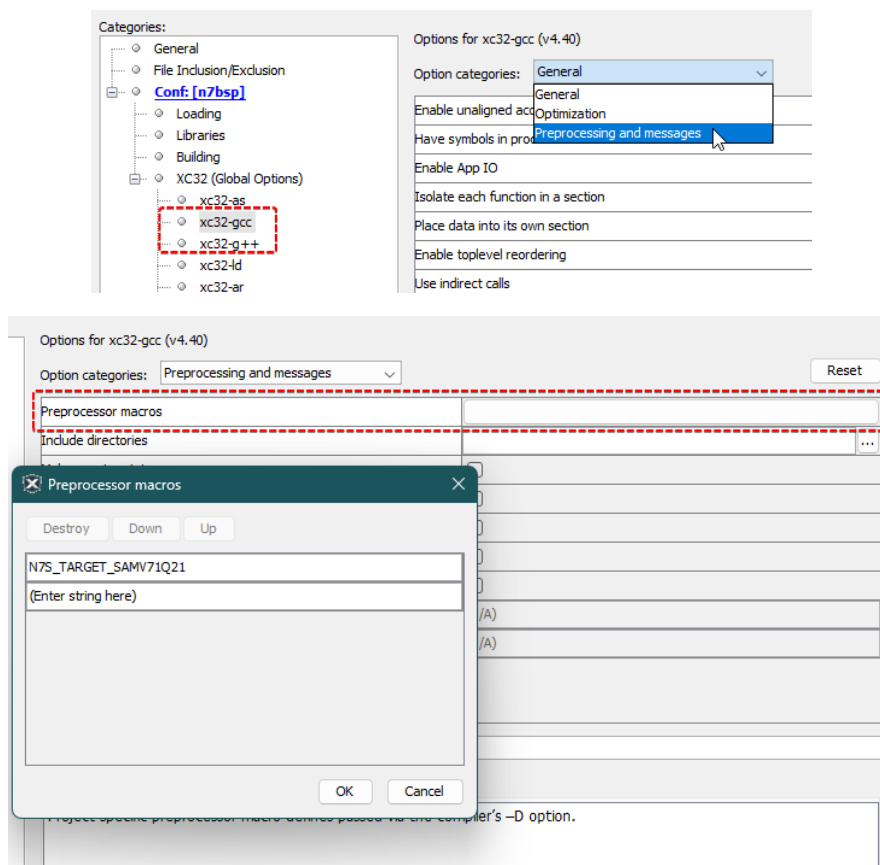 Categories:
General
File Inclusion/Exclusion
Conf: [n7bsp]
Loading
Libraries
Building
XC32 (Global Options)
xc32-as
xc32-gcc
xc32-g++
xc32-ld
xc32-ar
Options for xc32-gcc (v4.40)
Option categories: General
General
Optimization
Preprocessing and messages
Enable unaligned
Have symbols in
Enable App IO
Isolate each function in a section
Place data into its own section
Enable toplevel reordering
Use indirect calls
Options for xc32-gcc (v4.40)
Option categories: Preprocessing and messages
Reset
Preprocessor macros
Include directories
...
Preprocessor macros
Destroy Down Up
N7S_TARGET_SAMV71Q21
(Enter string here)
/A)
/A)
OK Cancel
Project specific preprocessor macro defines passed via the compiler's –D option.